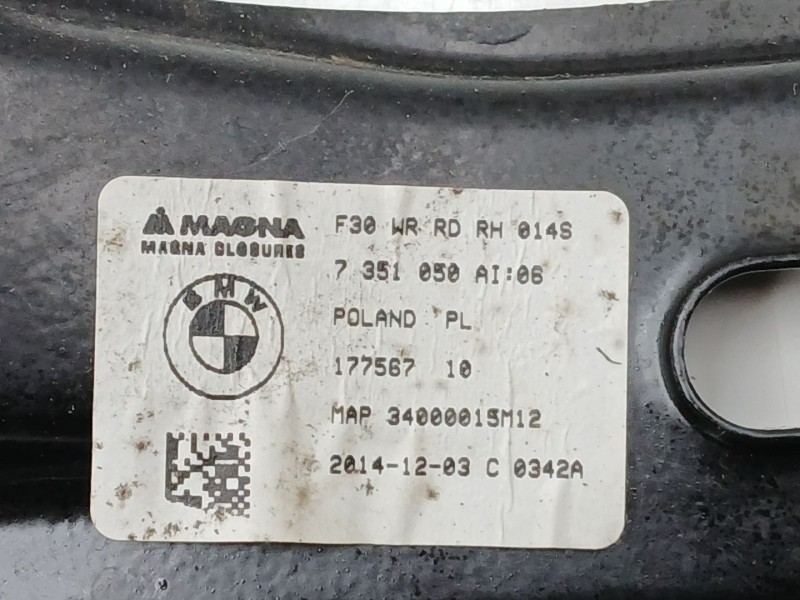 MAGNA
MAGNA CLOSURES
BMW
F30 WR RD RH 014S
7 351 050 AI:06
POLAND PL
177567 10
MAP 34000015M12
2014-12-03 C 0342A